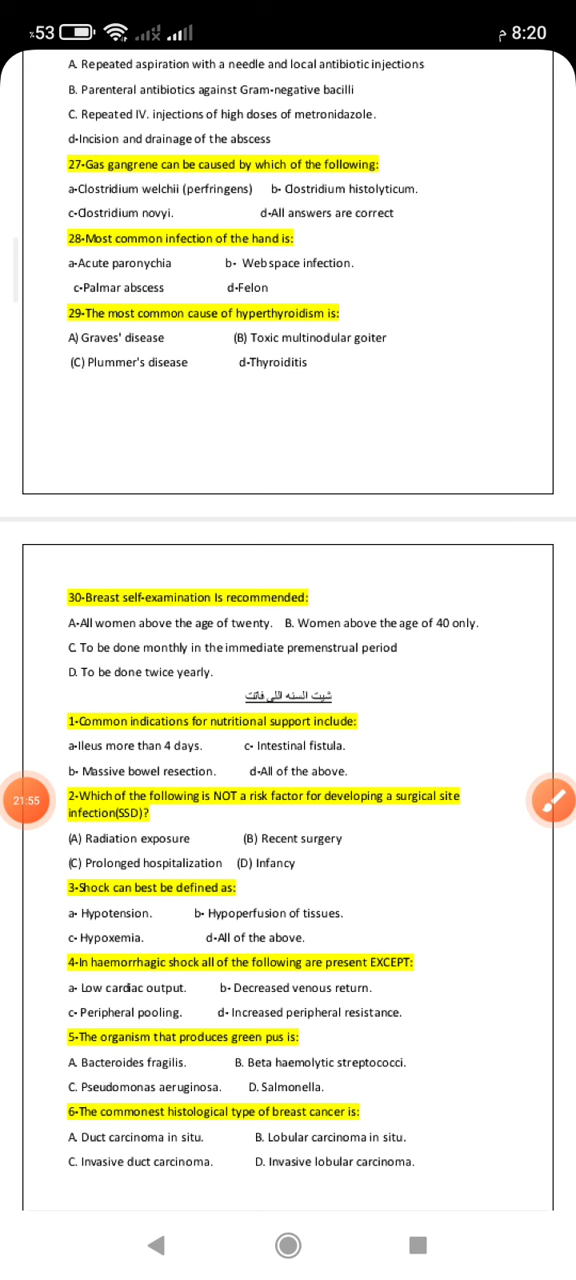 %53 م 8:20
A. Repeated aspiration with a needle and local antibiotic injections
B. Parenteral antibiotics against Gram-negative bacilli
C. Repeated IV. injections of high doses of metronidazole.
d-Incision and drainage of the abscess
27-Gas gangrene can be caused by which of the following:
a-Clostridium welchii (perfringens) b- Clostridium histolyticum.
c-Clostridium novyi. d-All answers are correct
28-Most common infection of the hand is:
a-Acute paronychia b- Web space infection.
c-Palmar abscess d-Felon
29-The most common cause of hyperthyroidism is:
A) Graves' disease (B) Toxic multinodular goiter
(C) Plummer's disease d-Thyroiditis
30-Breast self-examination Is recommended:
A-All women above the age of twenty. B. Women above the age of 40 only.
C. To be done monthly in the immediate premenstrual period
D. To be done twice yearly.
شيت السنه اللي فاتت
1-Common indications for nutritional support include:
a-Ileus more than 4 days. c- Intestinal fistula.
b- Massive bowel resection. d-All of the above.
21:55
2-Which of the following is NOT a risk factor for developing a surgical site
infection(SSD)?
(A) Radiation exposure (B) Recent surgery
(C) Prolonged hospitalization (D) Infancy
3-Shock can best be defined as:
a- Hypotension. b- Hypoperfusion of tissues.
c- Hypoxemia. d-All of the above.
4-In haemorrhagic shock all of the following are present EXCEPT:
a- Low cardiac output. b- Decreased venous return.
c- Peripheral pooling. d- Increased peripheral resistance.
5-The organism that produces green pus is:
A. Bacteroides fragilis. B. Beta haemolytic streptococci.
C. Pseudomonas aeruginosa. D. Salmonella.
6-The commonest histological type of breast cancer is:
A. Duct carcinoma in situ. B. Lobular carcinoma in situ.
C. Invasive duct carcinoma. D. Invasive lobular carcinoma.